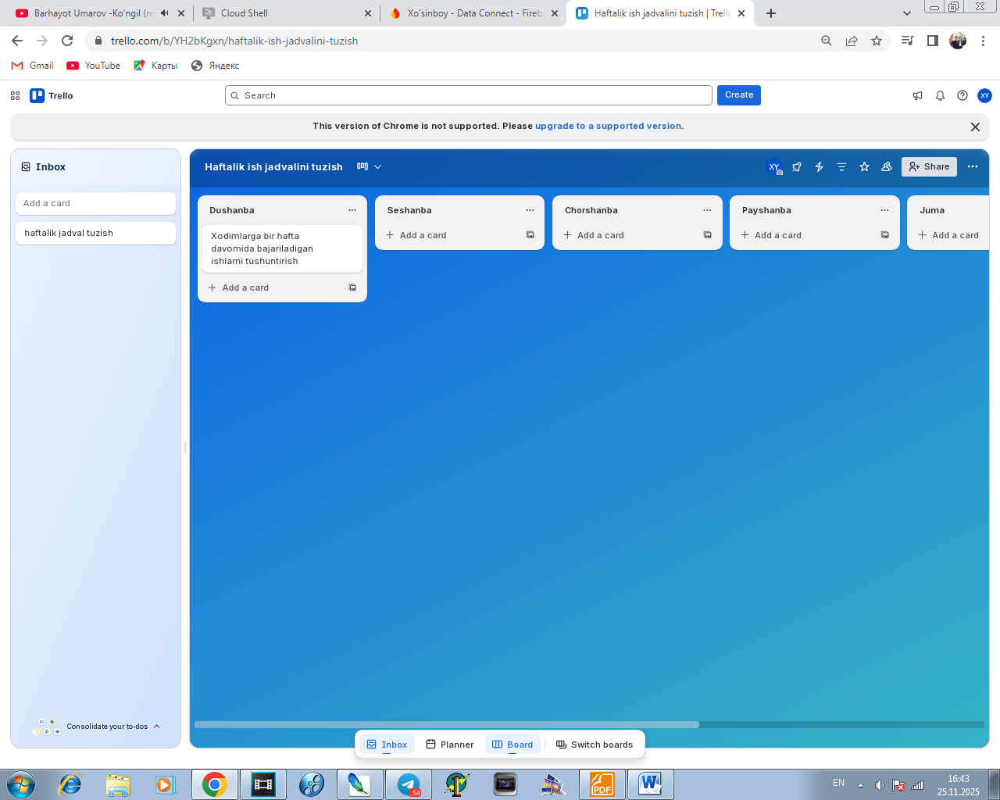 Barhayot Umarov -Ko'ngil (re
Cloud Shell
Xo'sinboy - Data Connect - Fireba
Haftalik ish jadvalini tuzish | Trello
trello.com/b/YH2bKgxn/haftalik-ish-jadvalini-tuzish
Gmail
YouTube
Карты
Яндекс
Trello
Search
Create
XY
This version of Chrome is not supported. Please upgrade to a supported version.
Inbox
Add a card
haftalik jadval tuzish
Consolidate your to-dos
Haftalik ish jadvalini tuzish
XY
Share
Dushanba
Xodimlarga bir hafta
davomida bajariladigan
ishlarni tushuntirish
Add a card
Seshanba
Add a card
Chorshanba
Add a card
Payshanba
Add a card
Juma
Add a card
Inbox
Planner
Board
Switch boards
54
PDF
W
EN
16:43
25.11.2025